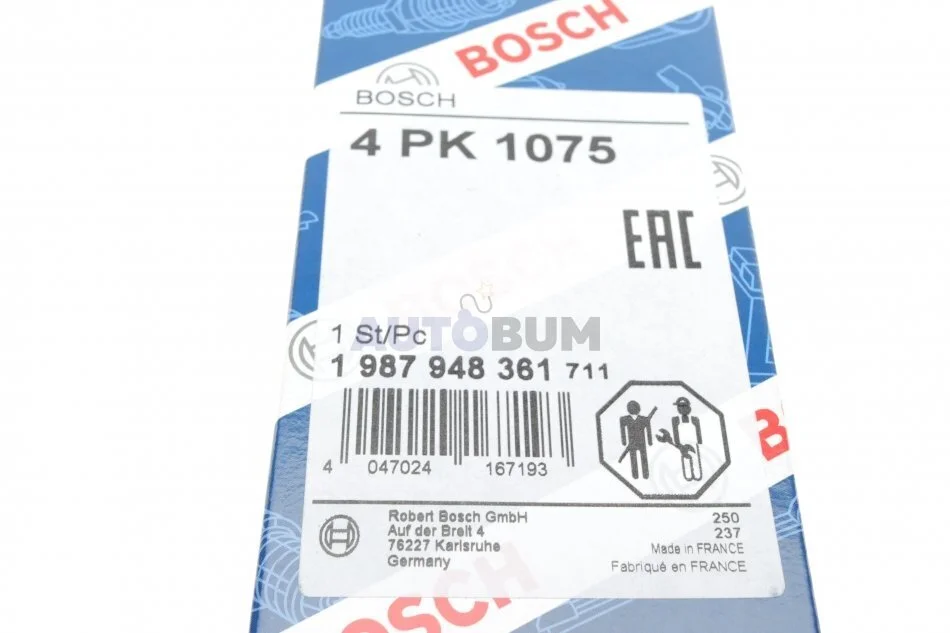 BOSCH
BOSCH
4 PK 1075
EAC
AUTOBUM
1 St/Pc
1 987 948 361 711
4 047024 167193
BOSCH
Robert Bosch GmbH
Auf der Breit 4
76227 Karlsruhe
Germany
250
237
Made in FRANCE
Fabriqué en FRANCE